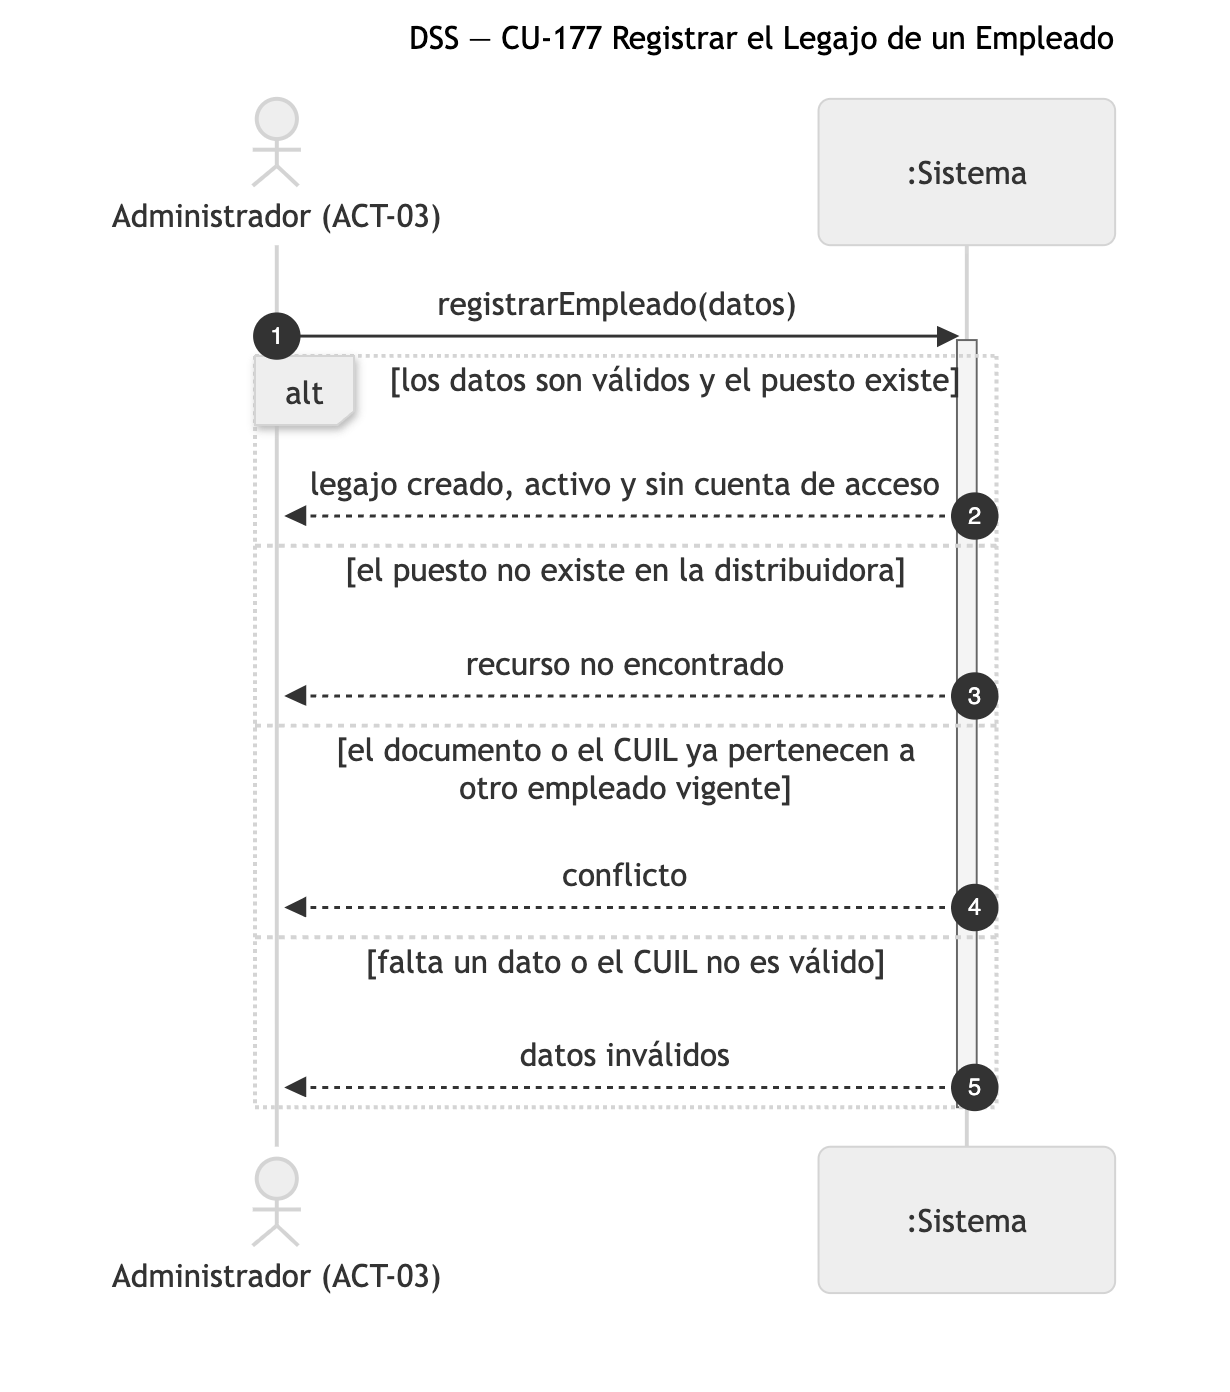 DSS — CU-177 Registrar el Legajo de un Empleado
Administrador (ACT-03)
:Sistema
registrarEmpleado(datos)
1
alt
[los datos son válidos y el puesto existe]
legajo creado, activo y sin cuenta de acceso
2
[el puesto no existe en la distribuidora]
recurso no encontrado
3
[el documento o el CUIL ya pertenecen a
otro empleado vigente]
conflicto
4
[falta un dato o el CUIL no es válido]
datos inválidos
5
Administrador (ACT-03)
:Sistema